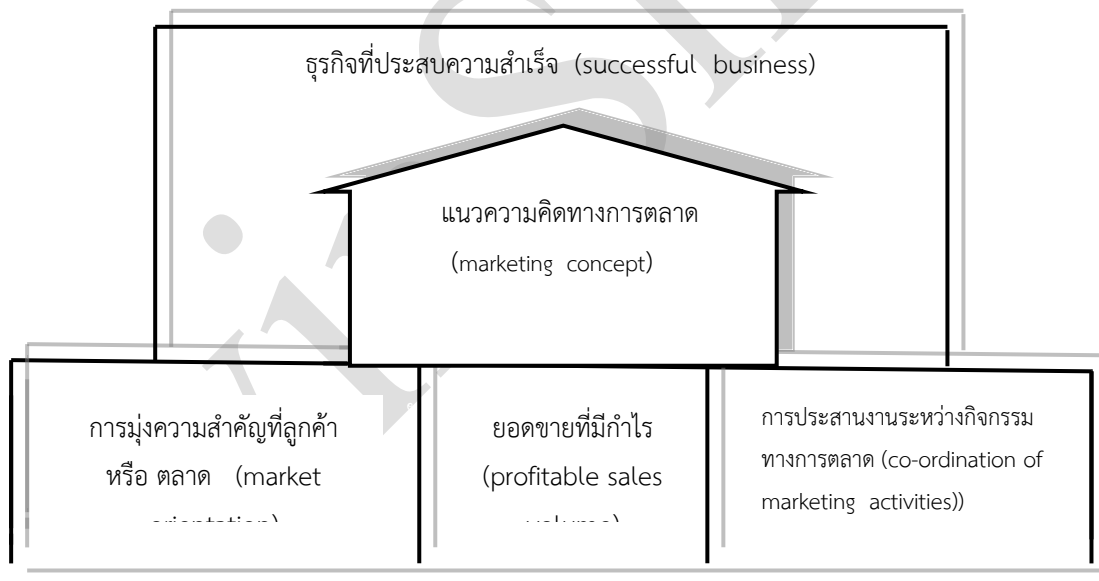 ธุรกิจที่ประสบความสำเร็จ (successful business)
แนวความคิดทางการตลาด
(marketing concept)
การมุ่งความสำคัญที่ลูกค้า
หรือ ตลาด (market
ยอดขายที่มีกำไร
(profitable sales
การประสานงานระหว่างกิจกรรม
ทางการตลาด (co-ordination of
marketing activities))